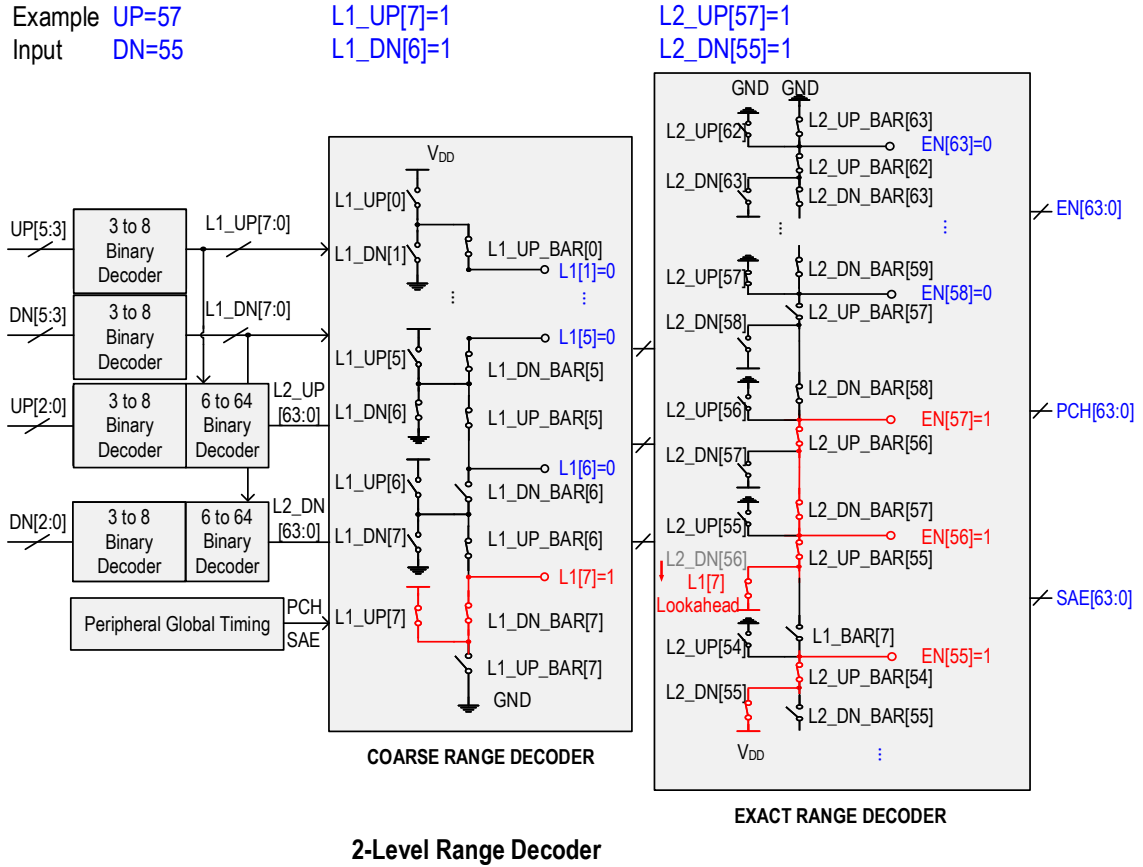 Example UP=57 L1_UP[7]=1 L2_UP[57]=1
Input DN=55 L1_DN[6]=1 L2_DN[55]=1
UP[5:3]
3 to 8
Binary
Decoder
L1_UP[7:0]
DN[5:3]
3 to 8
Binary
Decoder
L1_DN[7:0]
UP[2:0]
3 to 8
Binary
Decoder
6 to 64
Binary
Decoder
L2_UP
[63:0]
DN[2:0]
3 to 8
Binary
Decoder
6 to 64
Binary
Decoder
L2_DN
[63:0]
Peripheral Global Timing
PCH
SAE
VDD
L1_UP[0]
L1_DN[1]
L1_UP_BAR[0]
L1[1]=0
...
...
L1[5]=0
L1_UP[5]
L1_DN_BAR[5]
L1_DN[6]
L1_UP_BAR[5]
L1[6]=0
L1_UP[6]
L1_DN_BAR[6]
L1_DN[7]
L1_UP_BAR[6]
L1[7]=1
L1_UP[7]
L1_DN_BAR[7]
L1_UP_BAR[7]
GND
COARSE RANGE DECODER
GND GND
L2_UP[62]
L2_UP_BAR[63]
EN[63]=0
L2_UP_BAR[62]
L2_DN[63]
L2_DN_BAR[63]
...
...
L2_UP[57]
L2_DN_BAR[59]
EN[58]=0
L2_UP_BAR[57]
L2_DN[58]
L2_DN_BAR[58]
L2_UP[56]
EN[57]=1
L2_UP_BAR[56]
L2_DN[57]
L2_DN_BAR[57]
L2_UP[55]
EN[56]=1
L2_UP_BAR[55]
L2_DN[56]
L1[7]
Lookahead
L1_BAR[7]
L2_UP[54]
EN[55]=1
L2_UP_BAR[54]
L2_DN[55]
L2_DN_BAR[55]
VDD
...
EN[63:0]
PCH[63:0]
SAE[63:0]
EXACT RANGE DECODER
2-Level Range Decoder